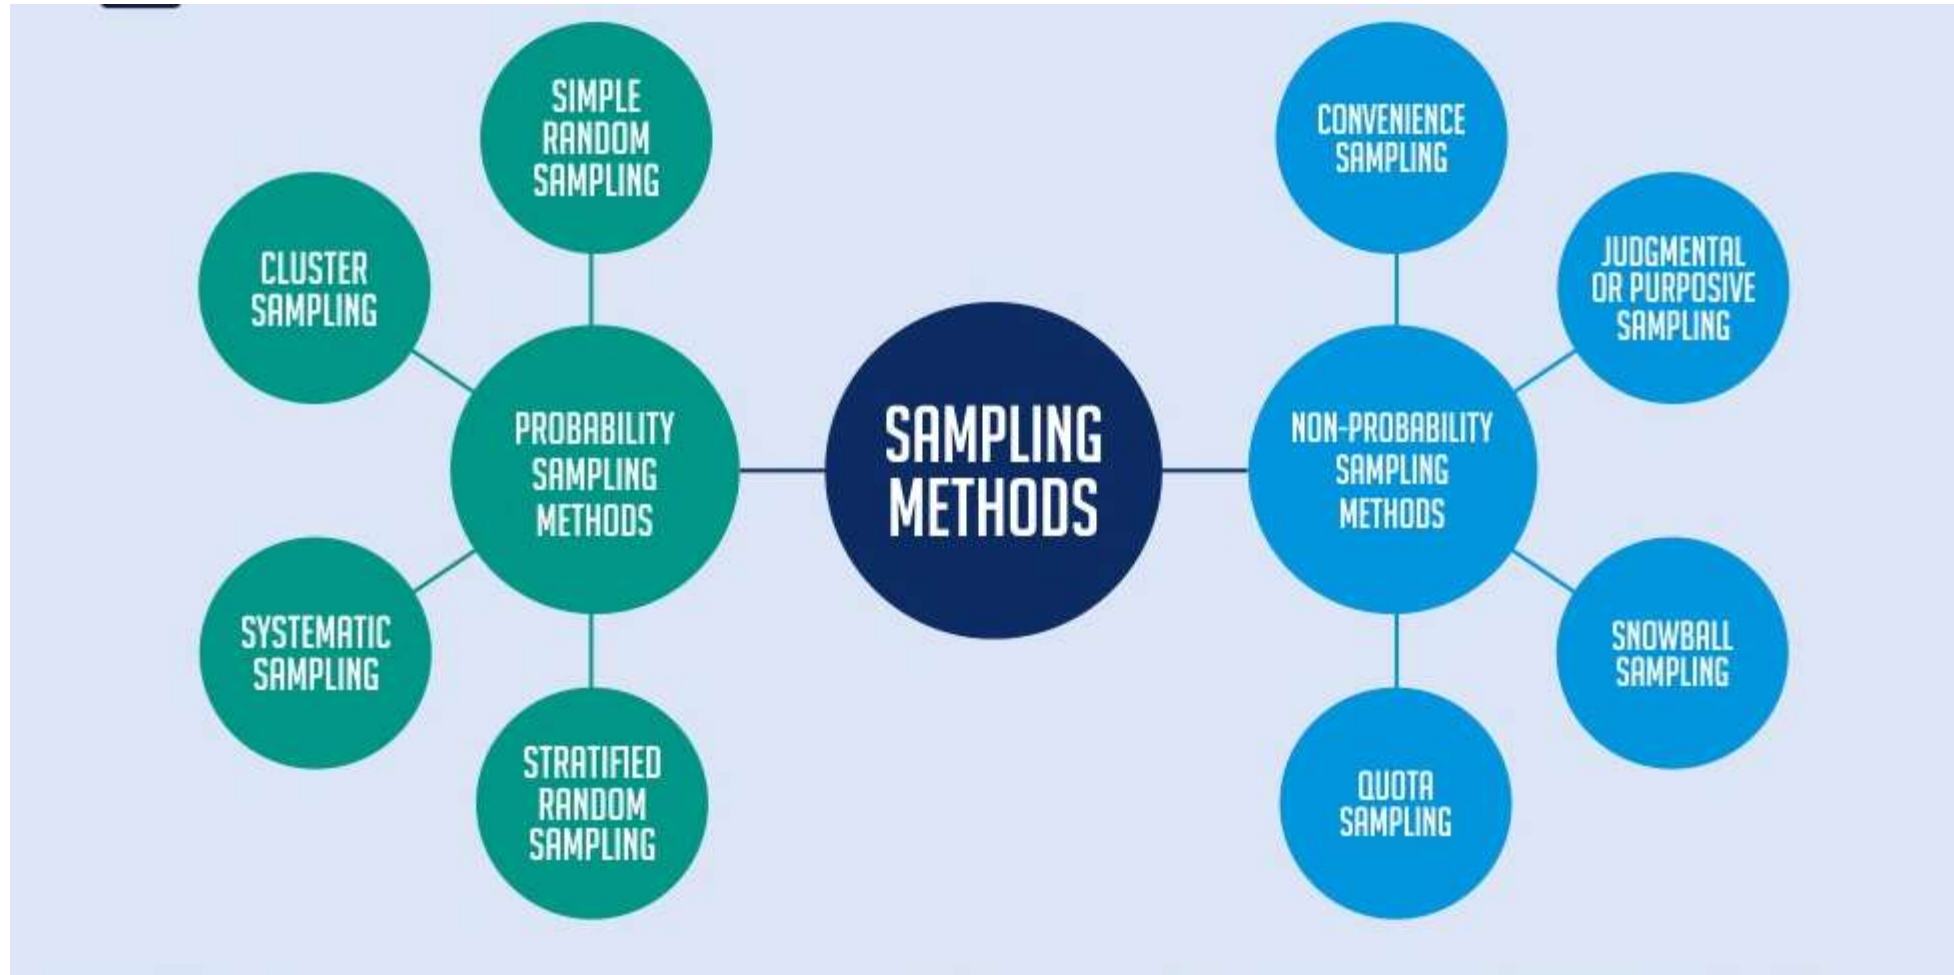 SIMPLE
RANDOM
SAMPLING
CLUSTER
SAMPLING
PROBABILITY
SAMPLING
METHODS
SYSTEMATIC
SAMPLING
STRATIFIED
RANDOM
SAMPLING
SAMPLING
METHODS
CONVENIENCE
SAMPLING
JUDGMENTAL
OR PURPOSIVE
SAMPLING
NON-PROBABILITY
SAMPLING
METHODS
SNOWBALL
SAMPLING
QUOTA
SAMPLING